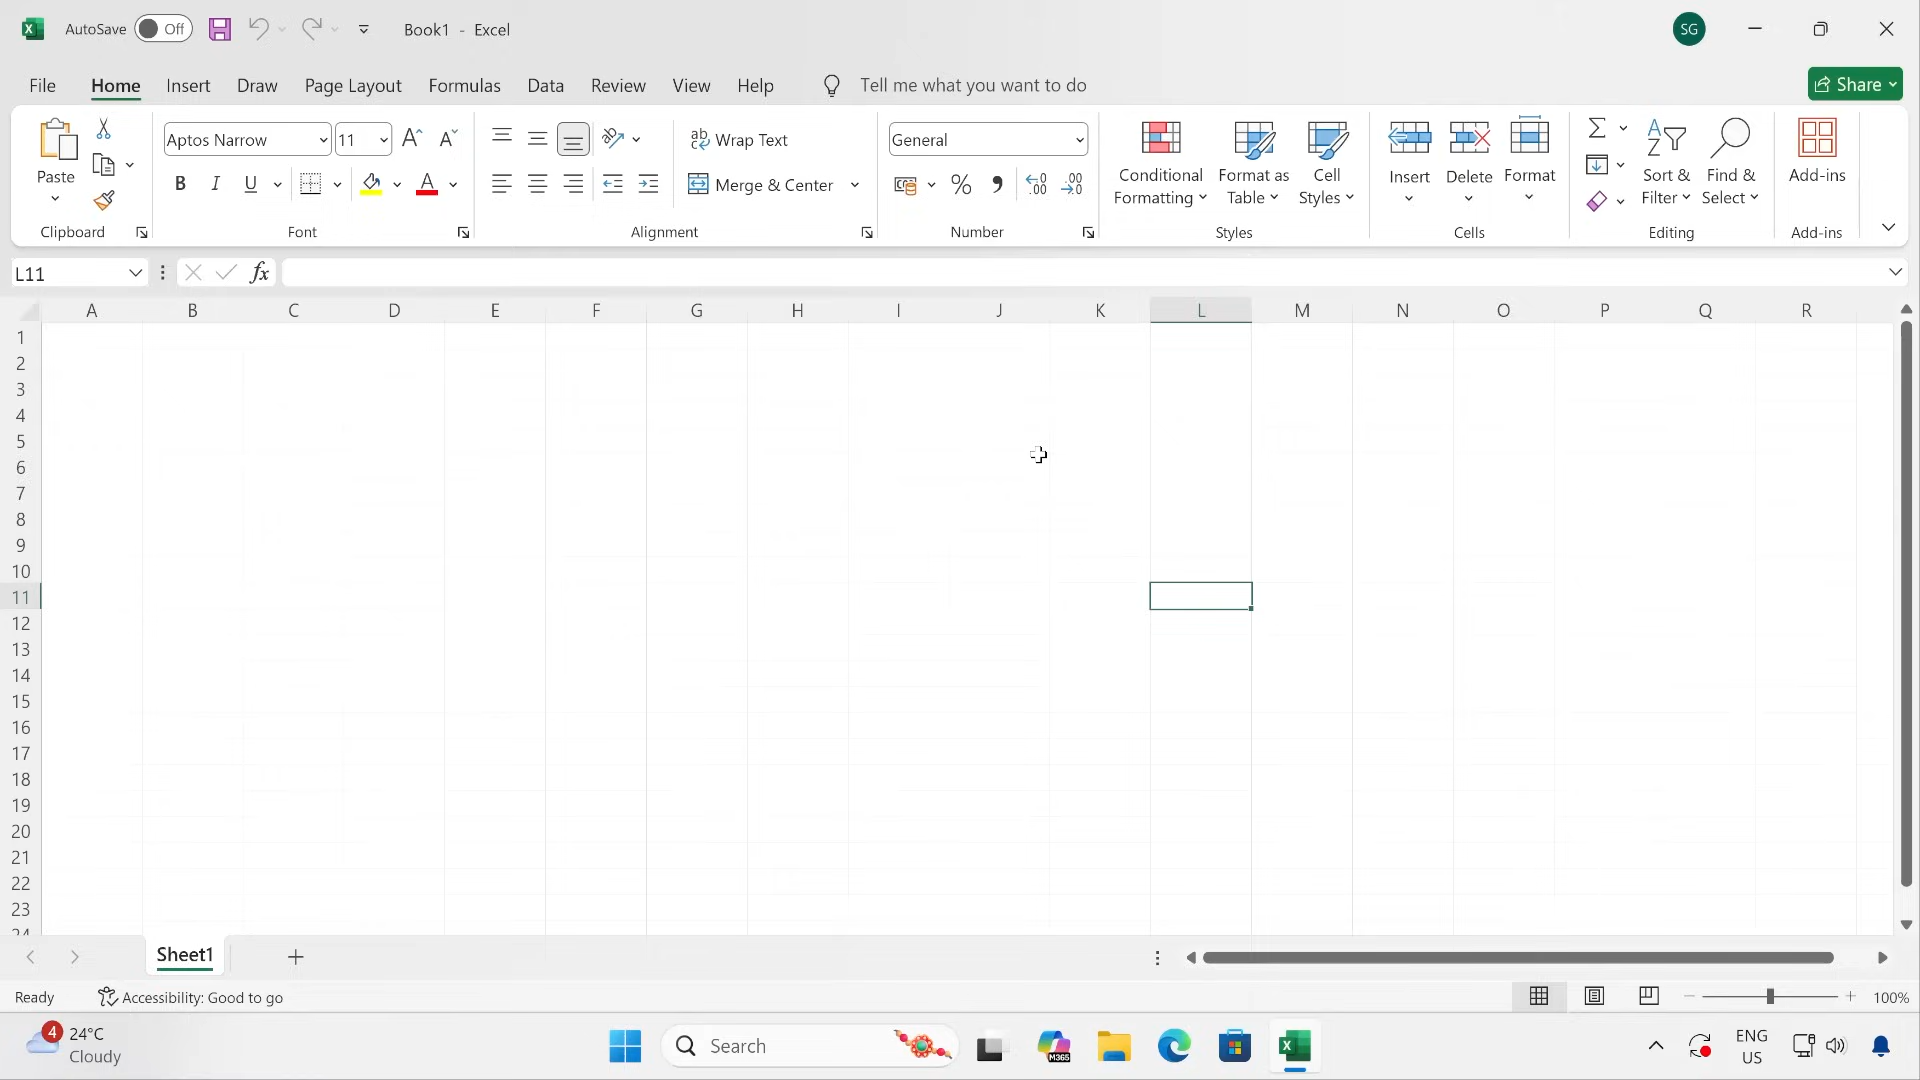 AutoSave Off Book1 - Excel SG
File Home Insert Draw Page Layout Formulas Data Review View Help Tell me what you want to do Share
Paste Aptos Narrow 11 Wrap Text General Conditional Formatting Format as Table Cell Styles Insert Delete Format Sort & Filter Find & Select Add-ins
B I U A Merge & Center % .00
Clipboard Font Alignment Number Styles Cells Editing Add-ins
L11 fx
A B C D E F G H I J K L M N O P Q R
1
2
3
4
5
6
7
8
9
10
11
12
13
14
15
16
17
18
19
20
21
22
23
24
Sheet1
Ready Accessibility: Good to go 100%
4 24°C Search M365 ENG
Cloudy US